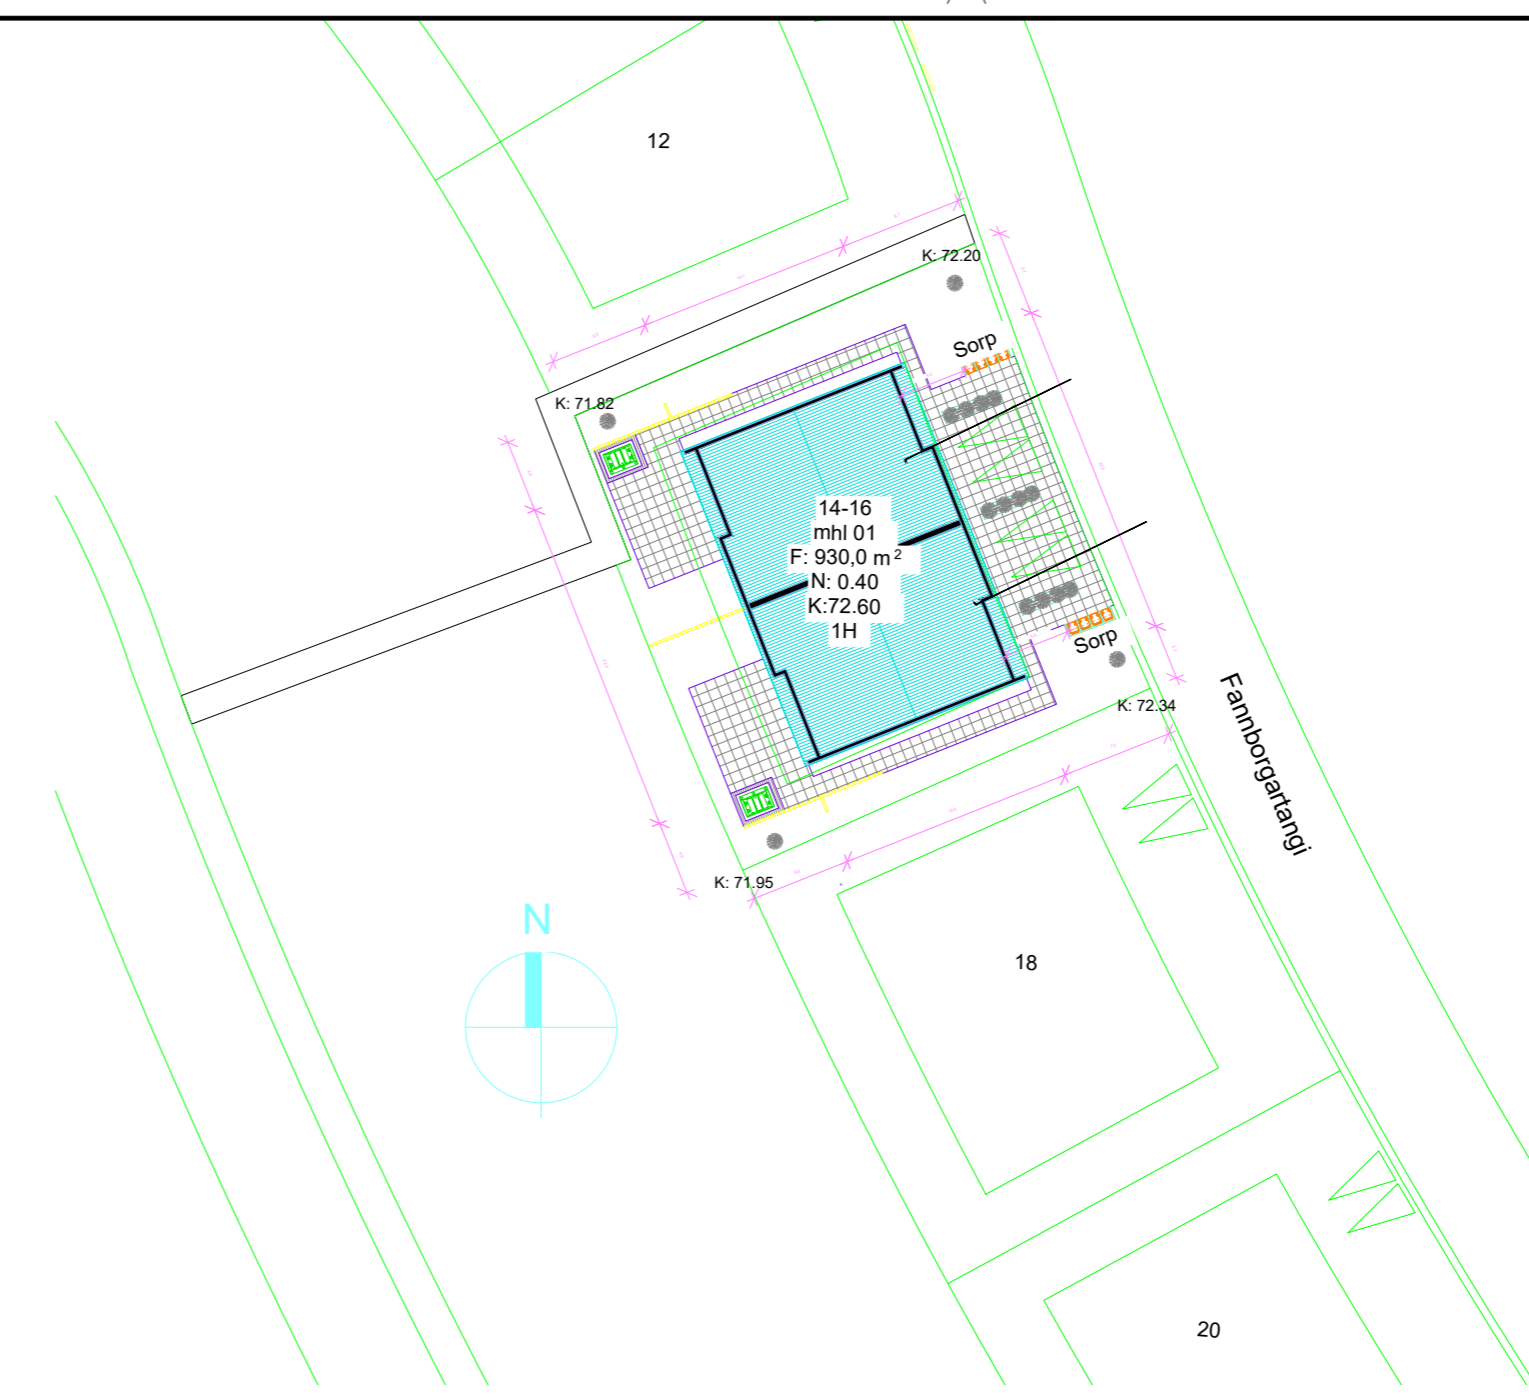 12
K: 72.20
Sorp
K: 71.82
14-16
mhl 01
F: 930,0 m²
N: 0.40
K:72.60
1H
Sorp
K: 72.34
Fannborgartangi
K: 71.95
N
18
20